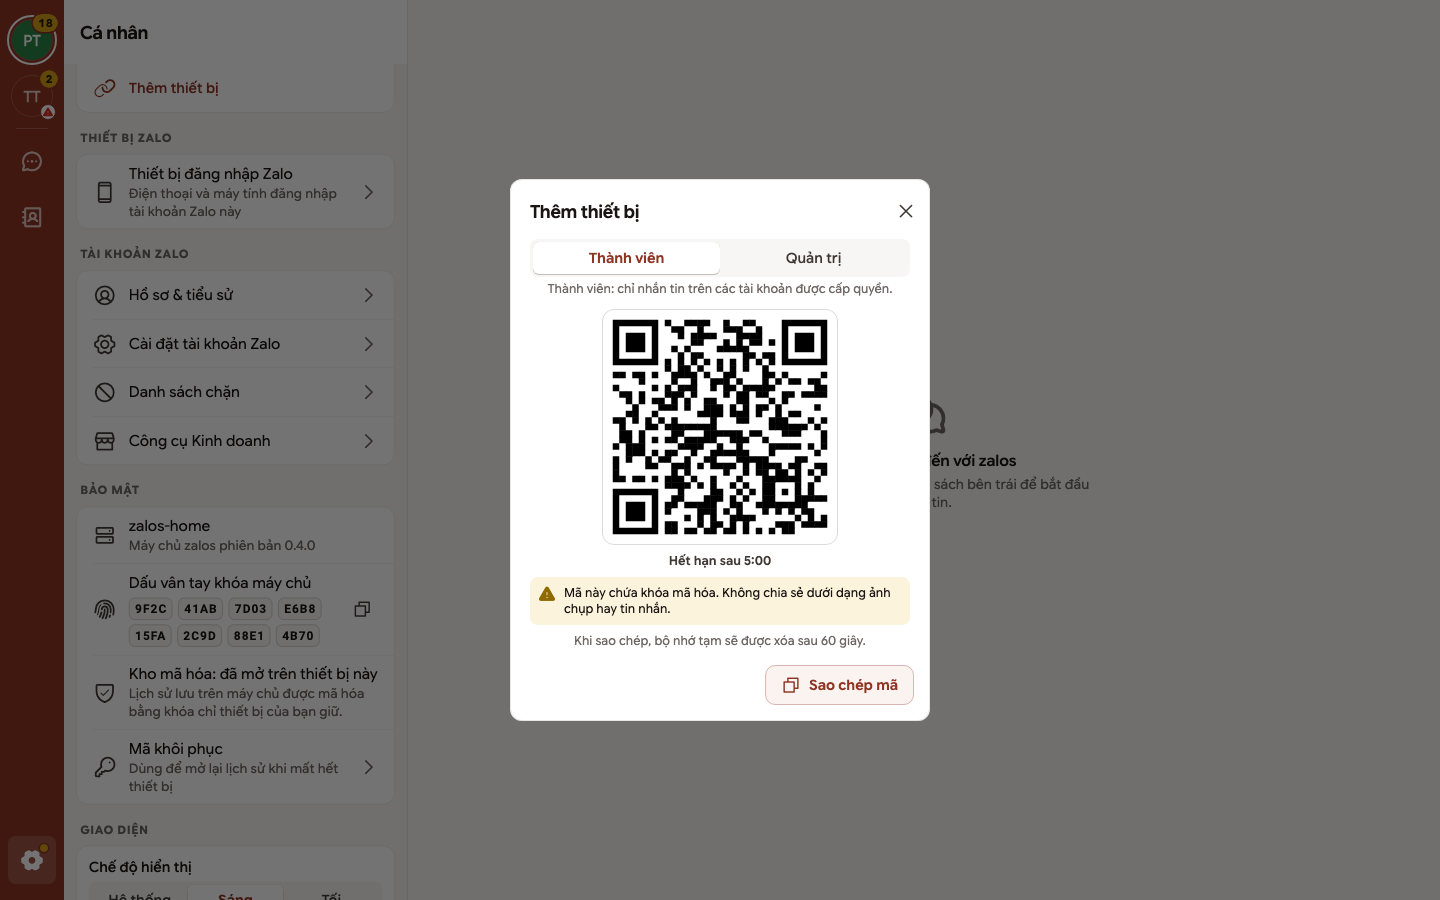 18
PT
2
TT
Cá nhân
Thêm thiết bị
THIẾT BỊ ZALO
Thiết bị đăng nhập Zalo
Điện thoại và máy tính đăng nhập
tài khoản Zalo này
TÀI KHOẢN ZALO
Hồ sơ & tiểu sử
Cài đặt tài khoản Zalo
Danh sách chặn
Công cụ Kinh doanh
BẢO MẬT
zalos-home
Máy chủ zalos phiên bản 0.4.0
Dấu vân tay khóa máy chủ
9F2C 41AB 7D03 E6B8
15FA 2C9D 88E1 4B70
Kho mã hóa: đã mở trên thiết bị này
Lịch sử lưu trên máy chủ được mã hóa
bằng khóa chỉ thiết bị của bạn giữ.
Mã khôi phục
Dùng để mở lại lịch sử khi mất hết
thiết bị
GIAO DIỆN
Chế độ hiển thị
Hệ thống Sáng Tối
Thêm thiết bị
Thành viên Quản trị
Thành viên: chỉ nhắn tin trên các tài khoản được cấp quyền.
Hết hạn sau 5:00
Mã này chứa khóa mã hóa. Không chia sẻ dưới dạng ảnh
chụp hay tin nhắn.
Khi sao chép, bộ nhớ tạm sẽ được xóa sau 60 giây.
Sao chép mã
đến với zalos
sách bên trái để bắt đầu
tin.